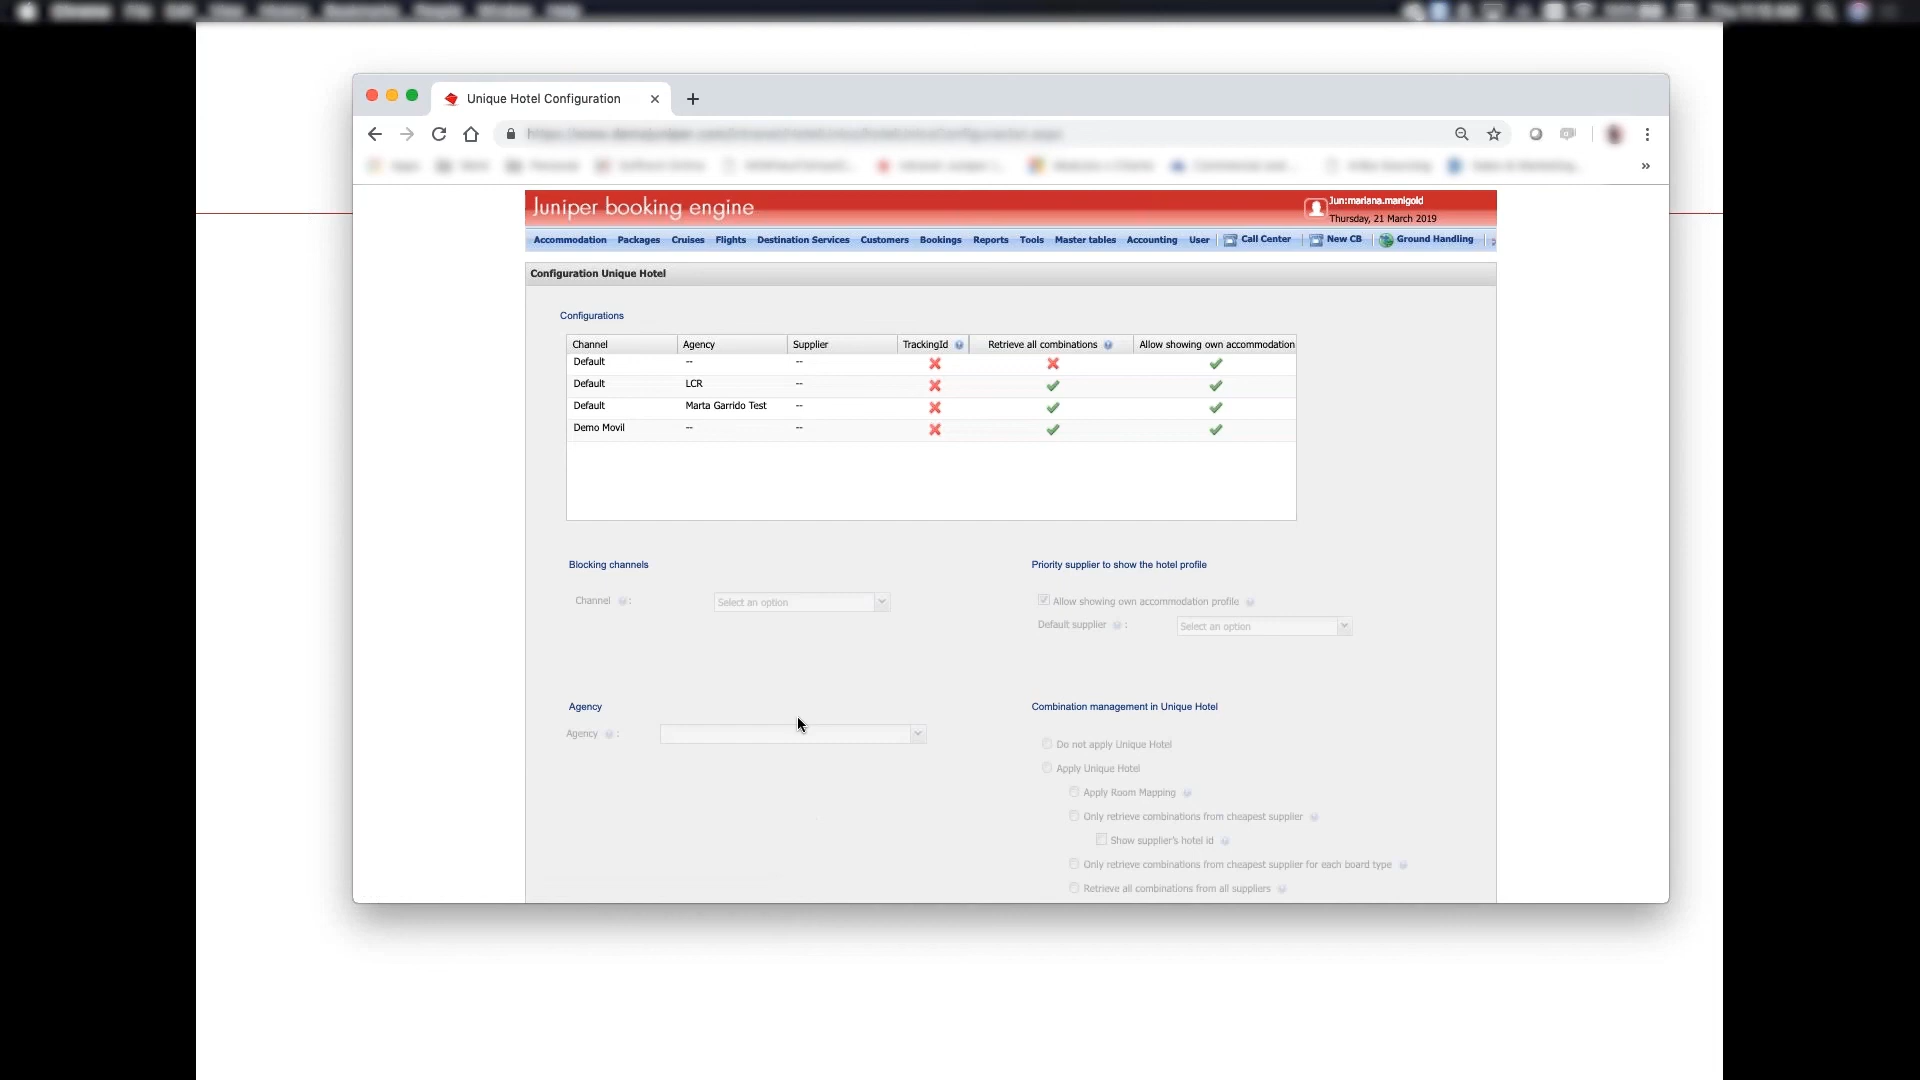 Unique Hotel Configuration
Juniper booking engine
Jun:mariana.manigold
Thursday, 21 March 2019
Accommodation Packages Cruises Flights Destination Services Customers Bookings Reports Tools Master tables Accounting User Call Center New CB Ground Handling
Configuration Unique Hotel
Configurations
Channel Agency Supplier TrackingId Retrieve all combinations Allow showing own accommodation
Default -- --
Default LCR --
Default Marta Garrido Test --
Demo Movil -- --
Blocking channels
Channel :
Select an option
Priority supplier to show the hotel profile
Allow showing own accommodation profile
Default supplier :
Select an option
Agency
Agency :
Combination management in Unique Hotel
Do not apply Unique Hotel
Apply Unique Hotel
Apply Room Mapping
Only retrieve combinations from cheapest supplier
Show supplier's hotel id
Only retrieve combinations from cheapest supplier for each board type
Retrieve all combinations from all suppliers